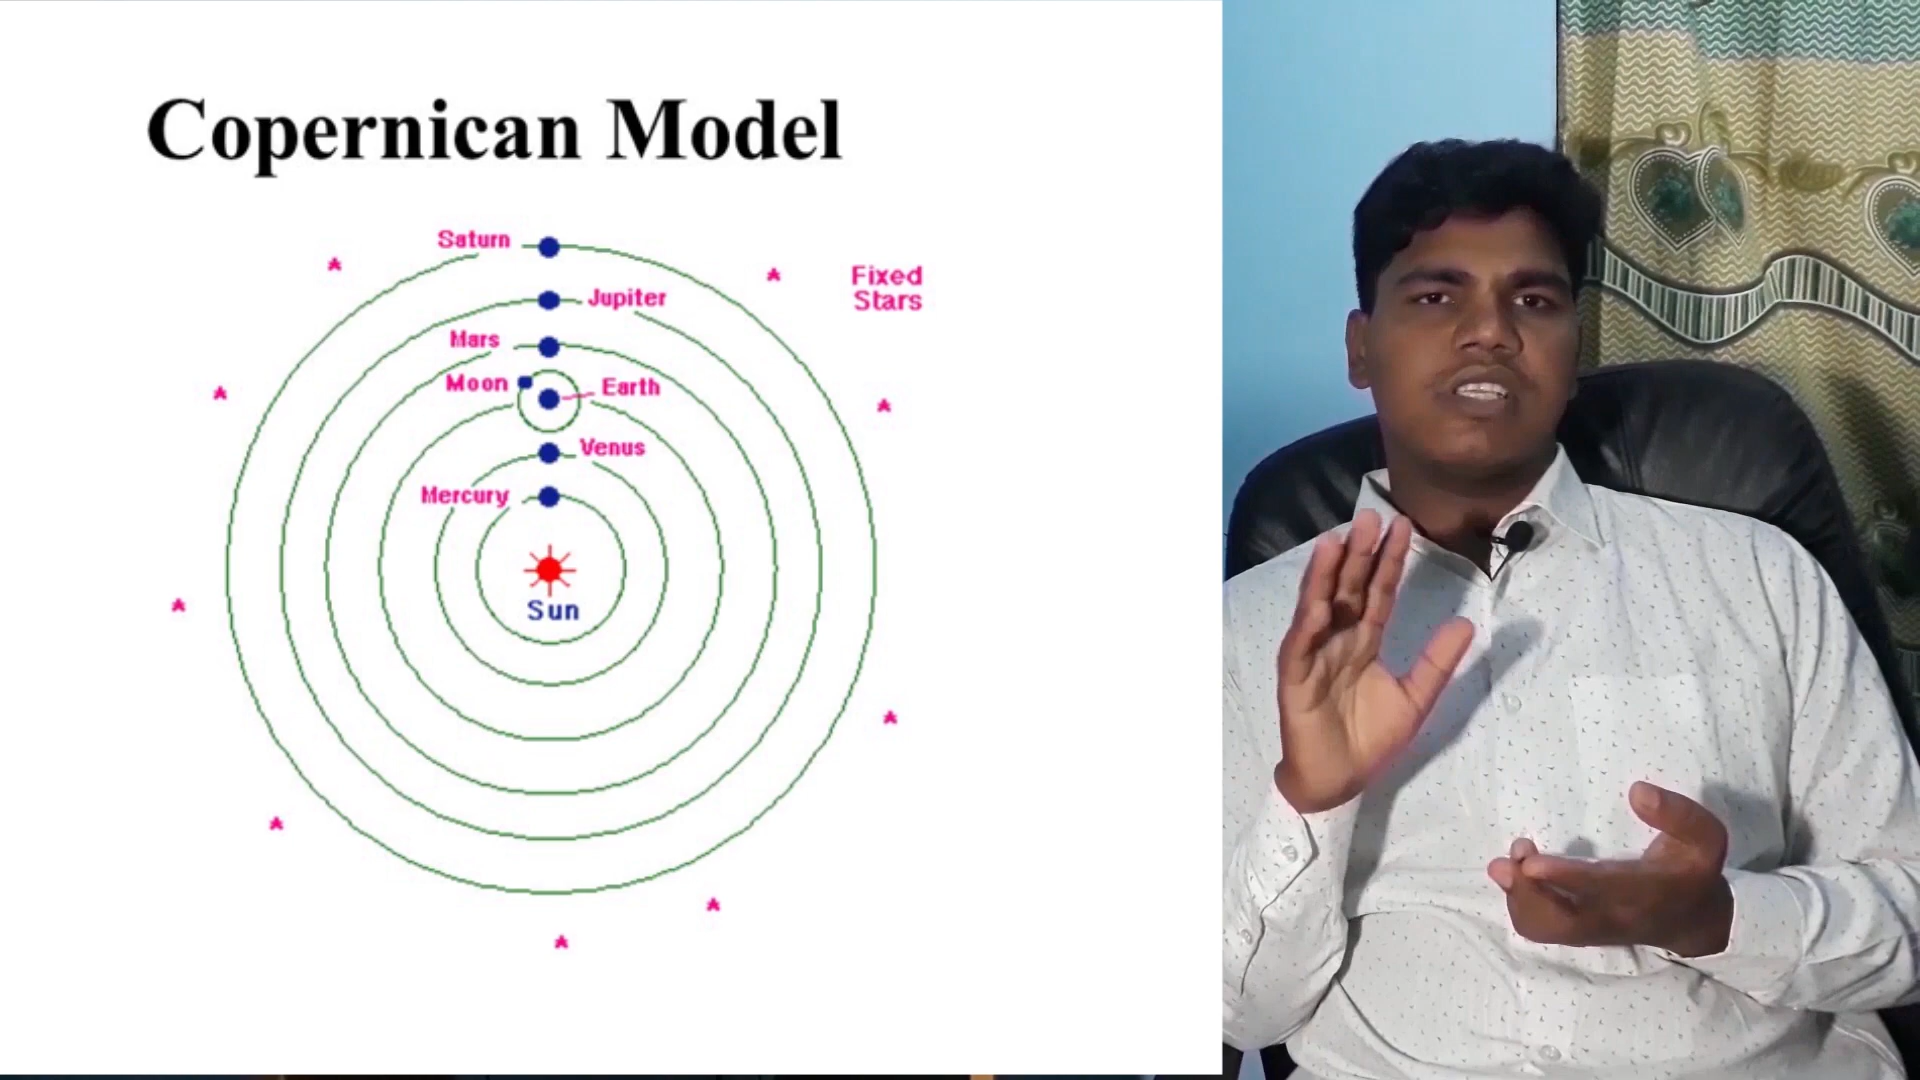 Copernican Model
Saturn
Fixed
Stars
Jupiter
Mars
Moon
Earth
Venus
Mercury
Sun